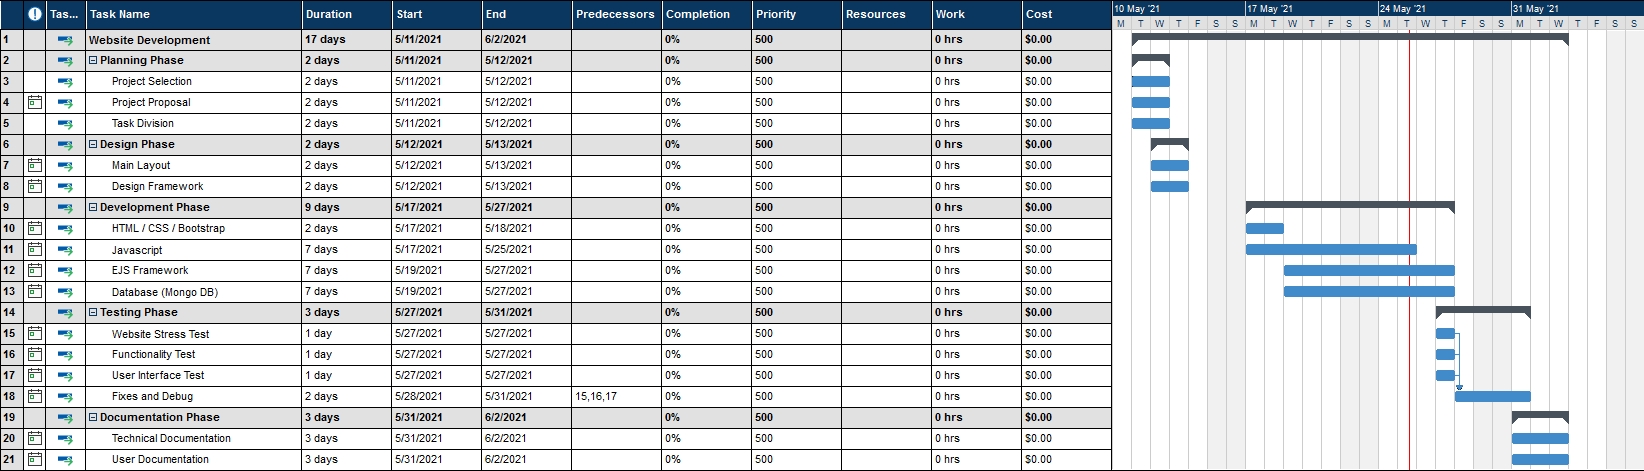 Tas... Task Name Duration Start End Predecessors Completion Priority Resources Work Cost 10 May '21 17 May '21 24 May '21 31 May '21
M T W T F S S M T W T F S S M T W T F S S M T W T F S S
1 Website Development 17 days 5/11/2021 6/2/2021 0% 500 0 hrs $0.00
2 Planning Phase 2 days 5/11/2021 5/12/2021 0% 500 0 hrs $0.00
3 Project Selection 2 days 5/11/2021 5/12/2021 0% 500 0 hrs $0.00
4 Project Proposal 2 days 5/11/2021 5/12/2021 0% 500 0 hrs $0.00
5 Task Division 2 days 5/11/2021 5/12/2021 0% 500 0 hrs $0.00
6 Design Phase 2 days 5/12/2021 5/13/2021 0% 500 0 hrs $0.00
7 Main Layout 2 days 5/12/2021 5/13/2021 0% 500 0 hrs $0.00
8 Design Framework 2 days 5/12/2021 5/13/2021 0% 500 0 hrs $0.00
9 Development Phase 9 days 5/17/2021 5/27/2021 0% 500 0 hrs $0.00
10 HTML / CSS / Bootstrap 2 days 5/17/2021 5/18/2021 0% 500 0 hrs $0.00
11 Javascript 7 days 5/17/2021 5/25/2021 0% 500 0 hrs $0.00
12 EJS Framework 7 days 5/19/2021 5/27/2021 0% 500 0 hrs $0.00
13 Database (Mongo DB) 7 days 5/19/2021 5/27/2021 0% 500 0 hrs $0.00
14 Testing Phase 3 days 5/27/2021 5/31/2021 0% 500 0 hrs $0.00
15 Website Stress Test 1 day 5/27/2021 5/27/2021 0% 500 0 hrs $0.00
16 Functionality Test 1 day 5/27/2021 5/27/2021 0% 500 0 hrs $0.00
17 User Interface Test 1 day 5/27/2021 5/27/2021 0% 500 0 hrs $0.00
18 Fixes and Debug 2 days 5/28/2021 5/31/2021 15,16,17 0% 500 0 hrs $0.00
19 Documentation Phase 3 days 5/31/2021 6/2/2021 0% 500 0 hrs $0.00
20 Technical Documentation 3 days 5/31/2021 6/2/2021 0% 500 0 hrs $0.00
21 User Documentation 3 days 5/31/2021 6/2/2021 0% 500 0 hrs $0.00